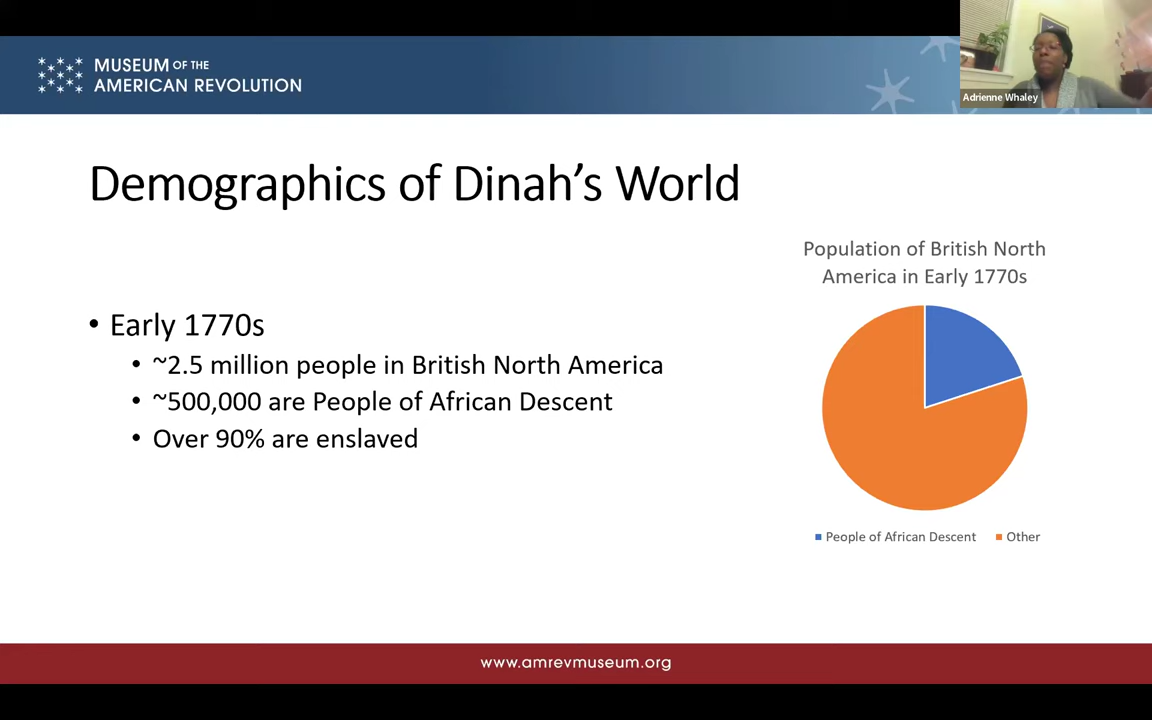 MUSEUM OF THE
AMERICAN REVOLUTION
Adrienne Whaley
Demographics of Dinah's World
• Early 1770s
• ~2.5 million people in British North America
• ~500,000 are People of African Descent
• Over 90% are enslaved
Population of British North
America in Early 1770s
People of African Descent
Other
www.amrevmuseum.org